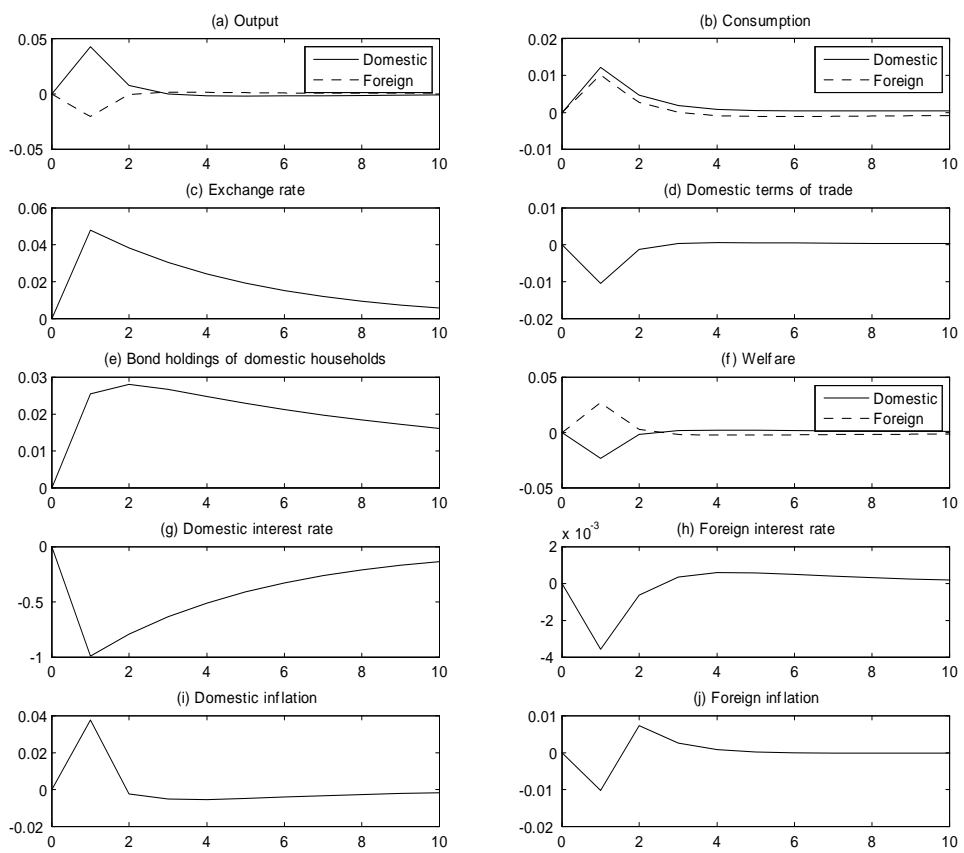 (a) Output
0.05
0
-0.05
0 2 4 6 8 10
Domestic
Foreign
(b) Consumption
0.02
0.01
0
-0.01
0 2 4 6 8 10
Domestic
Foreign
(c) Exchange rate
0.06
0.04
0.02
0
0 2 4 6 8 10
(d) Domestic terms of trade
0.01
0
-0.01
-0.02
0 2 4 6 8 10
(e) Bond holdings of domestic households
0.03
0.02
0.01
0
0 2 4 6 8 10
(f) Welfare
0.05
0
-0.05
0 2 4 6 8 10
Domestic
Foreign
(g) Domestic interest rate
0
-0.5
-1
0 2 4 6 8 10
(h) Foreign interest rate
x 10^-3
2
0
-2
-4
0 2 4 6 8 10
(i) Domestic inflation
0.04
0.02
0
-0.02
0 2 4 6 8 10
(j) Foreign inflation
0.01
0
-0.01
-0.02
0 2 4 6 8 10